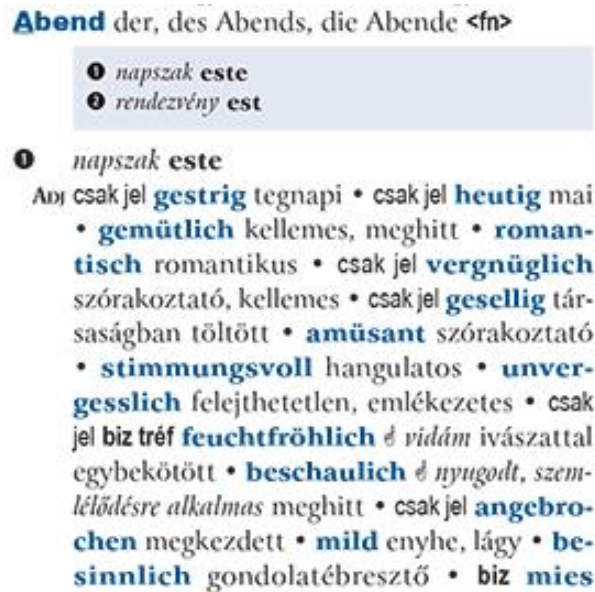 Abend der, des Abends, die Abende <fn>
❶ napszak este
❷ rendezvény est
❶ napszak este
ADJ csak jel gestrig tegnapi • csak jel heutig mai
• gemütlich kellemes, meghitt • roman-
tisch romantikus • csak jel vergnüglich
szórakoztató, kellemes • csak jel gesellig tár-
saságban töltött • amüsant szórakoztató
• stimmungsvoll hangulatos • unver-
gesslich felejthetetlen, emlékezetes • csak
jel biz tréf feuchtfröhlich ✌ vidám ivászattal
egybekötött • beschaulich ✌ nyugodt, szem-
lélődésre alkalmas meghitt • csak jel angebro-
chen megkezdett • mild enyhe, lágy • be-
sinnlich gondolatébresztő • biz mies